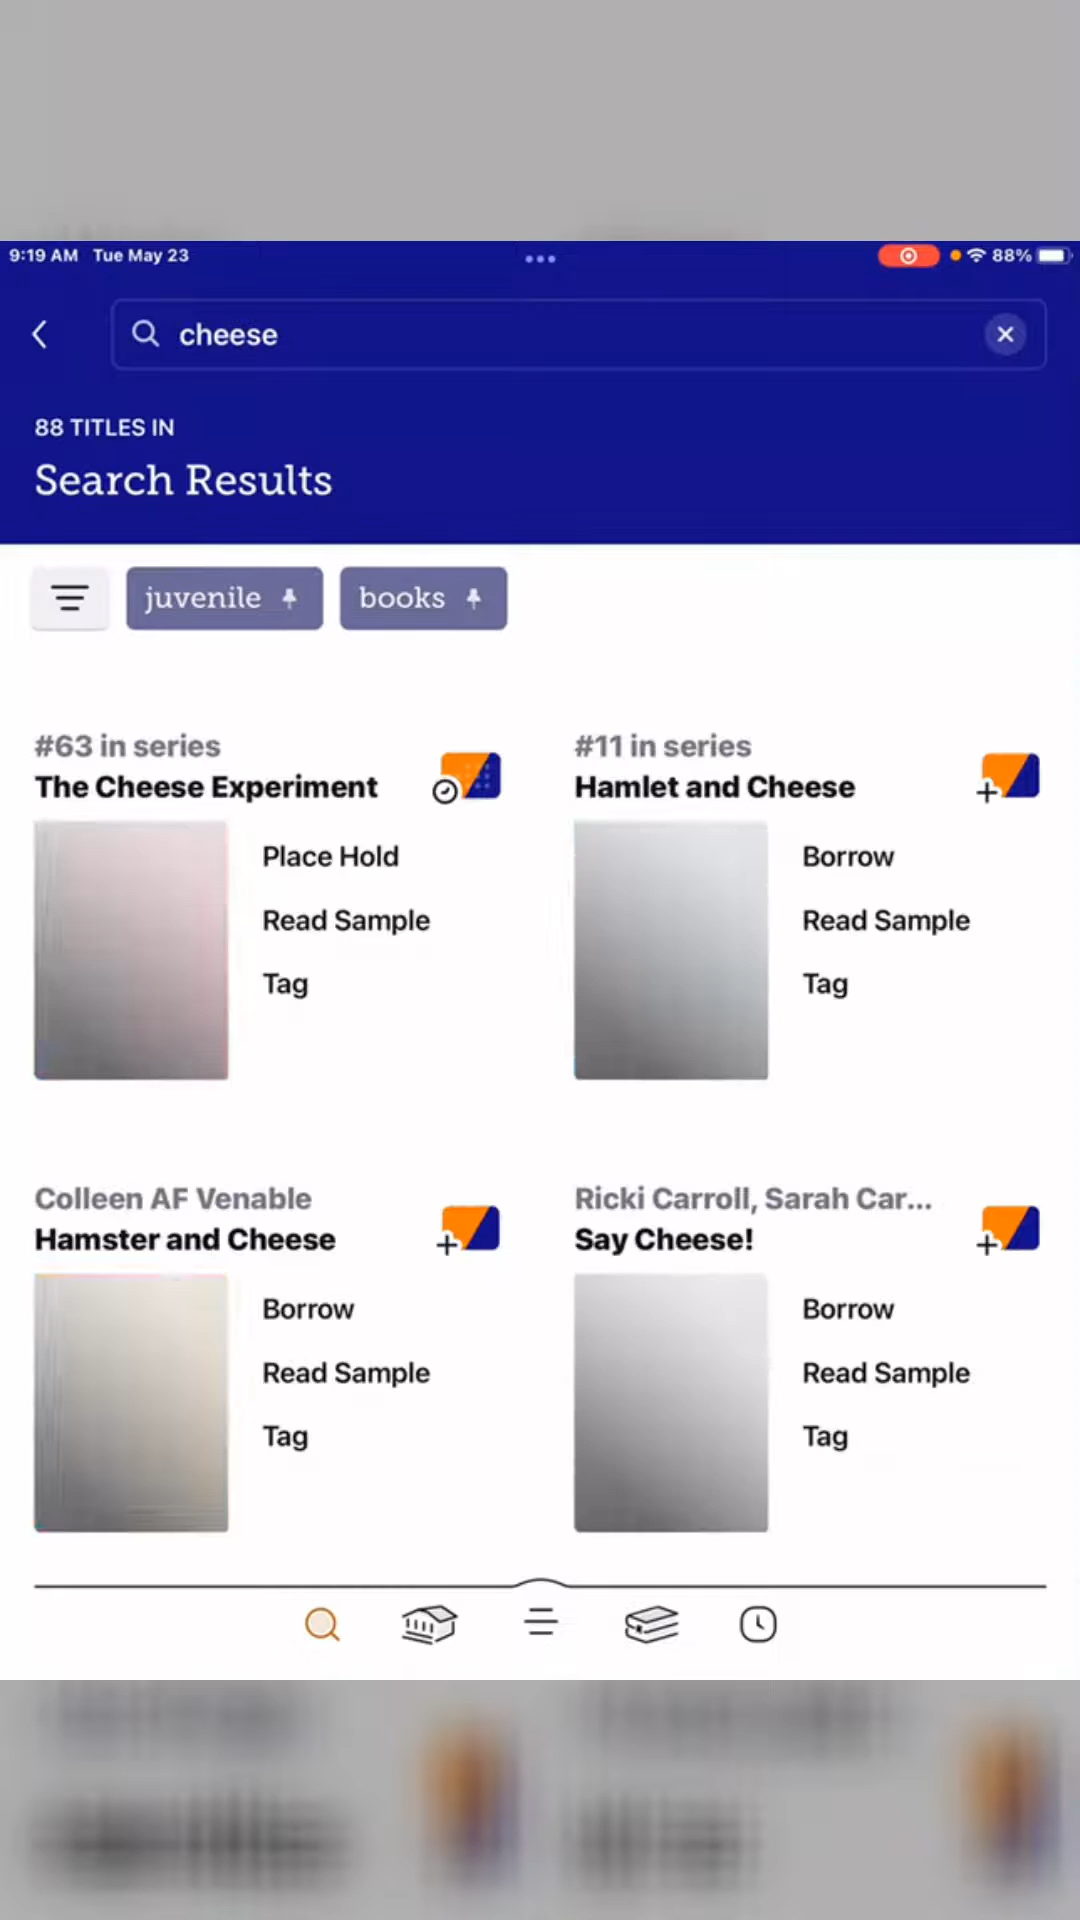 9:19 AM Tue May 23
88%
cheese
88 TITLES IN
Search Results
juvenile
books
#63 in series
The Cheese Experiment
Place Hold
Read Sample
Tag
#11 in series
Hamlet and Cheese
Borrow
Read Sample
Tag
Colleen AF Venable
Hamster and Cheese
Borrow
Read Sample
Tag
Ricki Carroll, Sarah Car...
Say Cheese!
Borrow
Read Sample
Tag